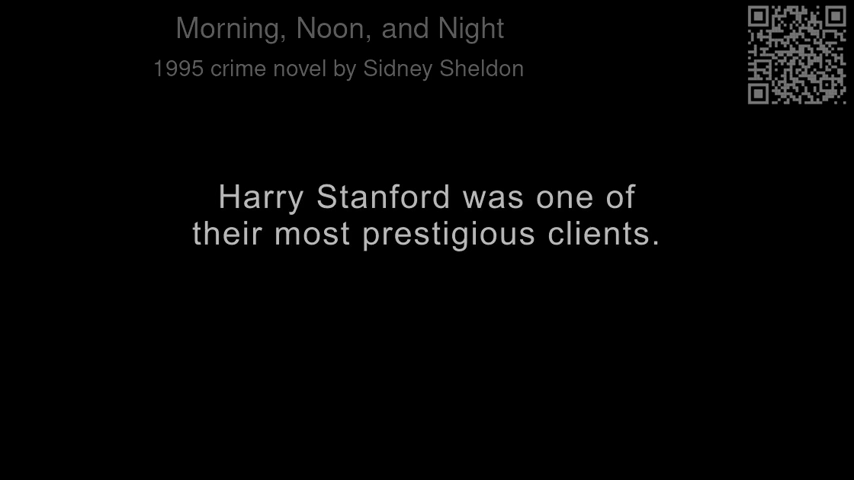 Morning, Noon, and Night
1995 crime novel by Sidney Sheldon
Harry Stanford was one of
their most prestigious clients.